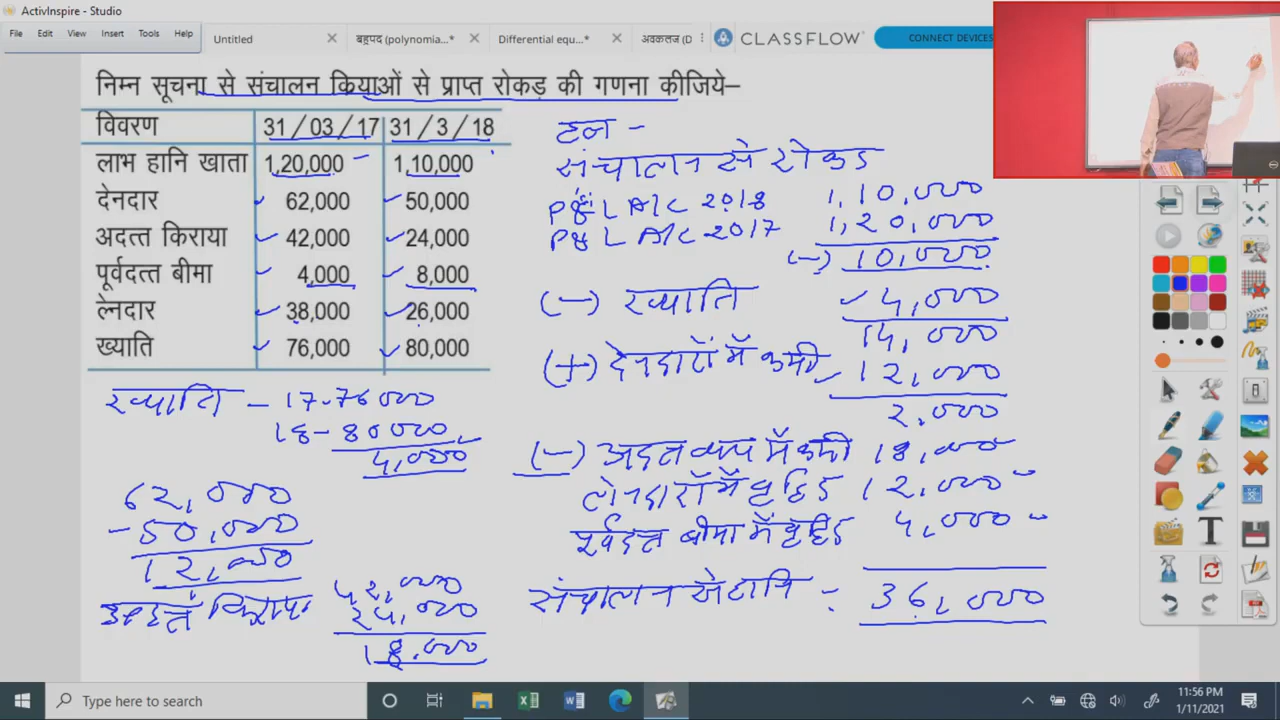 ActivInspire - Studio
File Edit View Insert Tools Help
Untitled
बहुपद (polynomia...*
Differential equ...*
अवकलज (D
CLASSFLOW
CONNECT DEVICES
निम्न सूचना से संचालन कियाओं से प्राप्त रोकड़ की गणना कीजिये–
विवरण 31/03/17 31/3/18
लाभ हानि खाता 1,20,000 1,10,000
देनदार 62,000 50,000
अदत्त किराया 42,000 24,000
पूर्वदत्त बीमा 4,000 8,000
लेनदार 38,000 26,000
ख्याति 76,000 80,000
हल –
संचालन से रोकड
P & L A/C 2018 1,10,000
P & L A/C 2017 1,20,000
(–) 10,000
(–) ख्याति 4,000
14,000
(+) देनदारों में कमी 12,000
2,000
(–) अदत्त व्यय में कमी 18,000
लेनदारों में वृद्धि 12,000
पूर्वदत्त बीमा में वृद्धि 4,000
संचालन से हानि : 36,000
ख्याति – 17-76000
18-80000
4,000
62,000
-50,000
12,000
अदत्त किराया 42,000
24,000
18,000
Type here to search
11:56 PM
1/11/2021